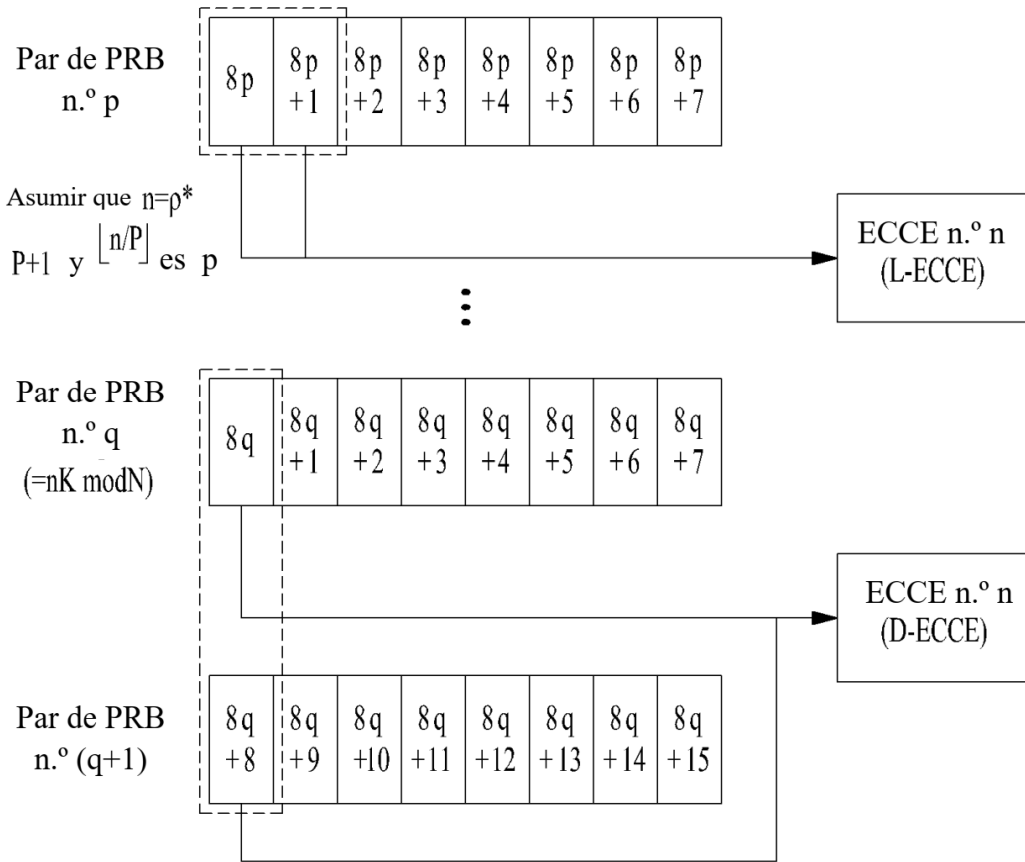 Par de PRB
n.º p
8p
8p
+1
8p
+2
8p
+3
8p
+4
8p
+5
8p
+6
8p
+7
Asumir que n=ρ*
P+1 y ⌊n/P⌋ es p
ECCE n.º n
(L-ECCE)
Par de PRB
n.º q
(=nK modN)
8q
8q
+1
8q
+2
8q
+3
8q
+4
8q
+5
8q
+6
8q
+7
ECCE n.º n
(D-ECCE)
Par de PRB
n.º (q+1)
8q
+8
8q
+9
8q
+10
8q
+11
8q
+12
8q
+13
8q
+14
8q
+15